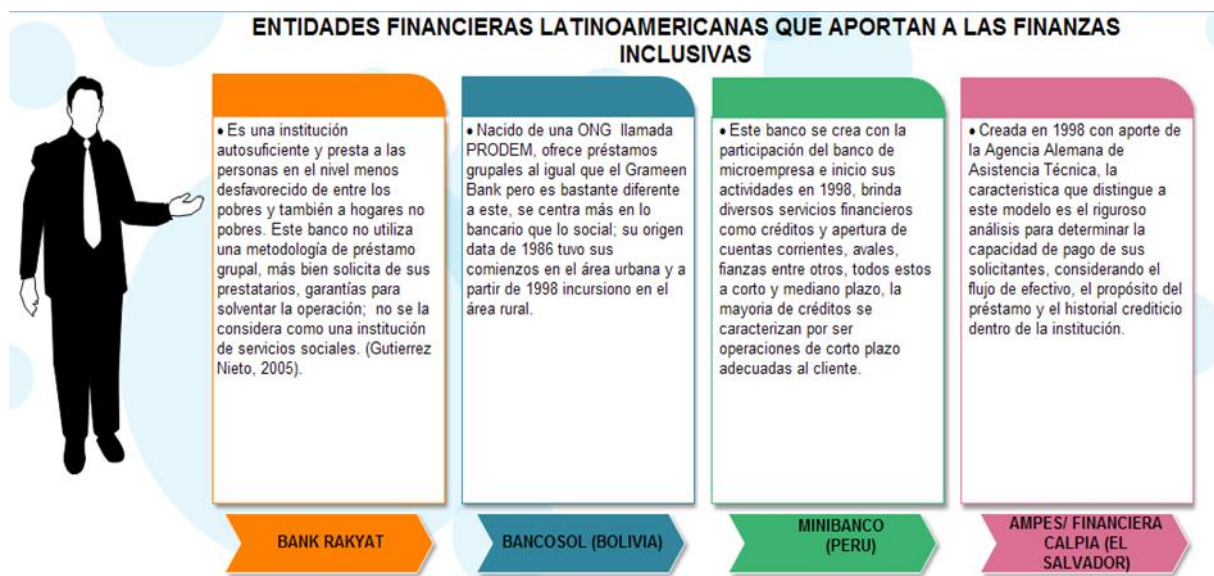 ENTIDADES FINANCIERAS LATINOAMERICANAS QUE APORTAN A LAS FINANZAS
INCLUSIVAS
• Es una institución
autosuficiente y presta a las
personas en el nivel menos
desfavorecido de entre los
pobres y también a hogares no
pobres. Este banco no utiliza
una metodología de préstamo
grupal, más bien solicita de sus
prestatarios, garantías para
solventar la operación; no se la
considera como una institución
de servicios sociales. (Gutierrez
Nieto, 2005).
BANK RAKYAT
• Nacido de una ONG llamada
PRODEM, ofrece préstamos
grupales al igual que el Grameen
Bank pero es bastante diferente
a este, se centra más en lo
bancario que lo social; su origen
data de 1986 tuvo sus
comienzos en el área urbana y a
partir de 1998 incursiono en el
área rural.
BANCOSOL (BOLIVIA)
• Este banco se crea con la
participación del banco de
microempresa e inicio sus
actividades en 1998, brinda
diversos servicios financieros
como créditos y apertura de
cuentas corrientes, avales,
fianzas entre otros, todos estos
a corto y mediano plazo, la
mayoria de créditos se
caracterizan por ser
operaciones de corto plazo
adecuadas al cliente.
MINIBANCO
(PERU)
• Creada en 1998 con aporte de
la Agencia Alemana de
Asistencia Técnica, la
caracteristica que distingue a
este modelo es el riguroso
análisis para determinar la
capacidad de pago de sus
solicitantes, considerando el
flujo de efectivo, el propósito del
préstamo y el historial crediticio
dentro de la institución.
AMPES/ FINANCIERA
CALPIA (EL
SALVADOR)